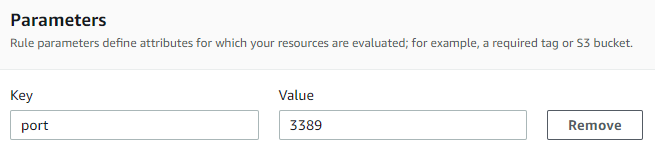 Parameters
Rule parameters define attributes for which your resources are evaluated; for example, a required tag or S3 bucket.
Key Value
port 3389 Remove